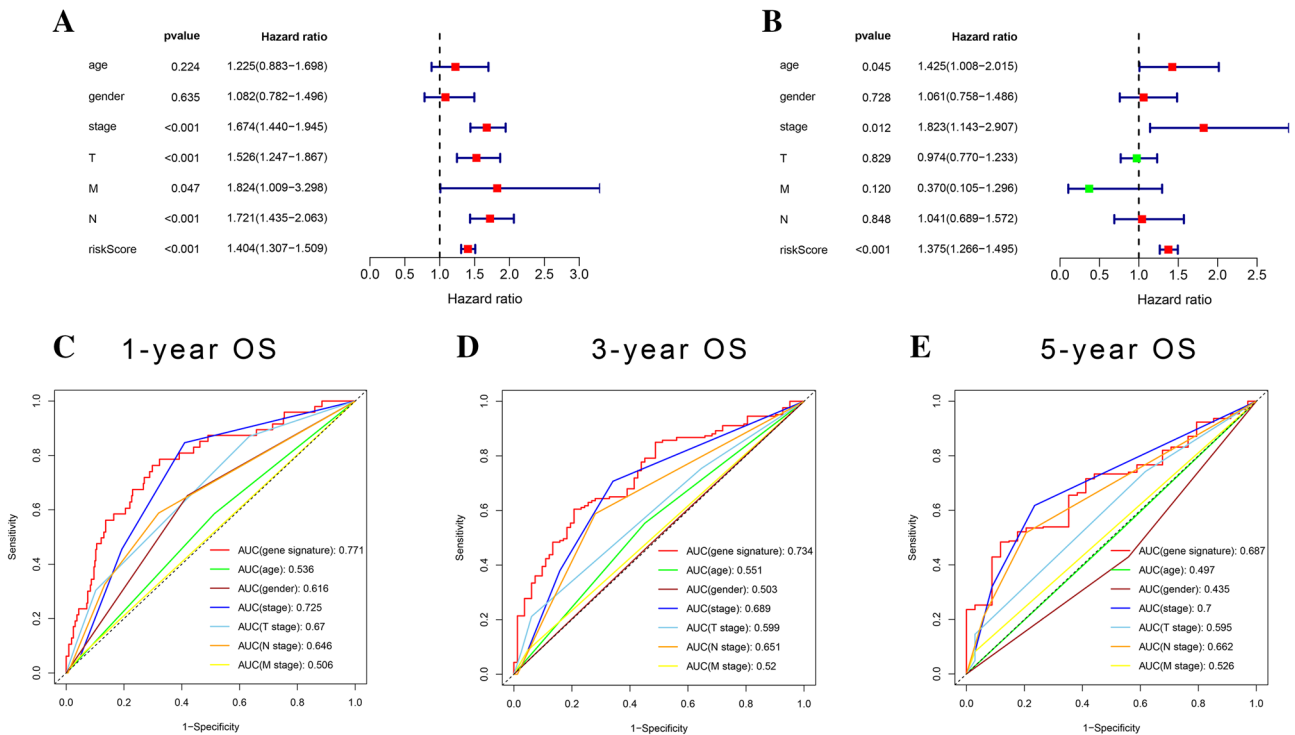 A
pvalue Hazard ratio
age 0.224 1.225(0.883−1.698)
gender 0.635 1.082(0.782−1.496)
stage <0.001 1.674(1.440−1.945)
T <0.001 1.526(1.247−1.867)
M 0.047 1.824(1.009−3.298)
N <0.001 1.721(1.435−2.063)
riskScore <0.001 1.404(1.307−1.509)
0.0 0.5 1.0 1.5 2.0 2.5 3.0
Hazard ratio
B
pvalue Hazard ratio
age 0.045 1.425(1.008−2.015)
gender 0.728 1.061(0.758−1.486)
stage 0.012 1.823(1.143−2.907)
T 0.829 0.974(0.770−1.233)
M 0.120 0.370(0.105−1.296)
N 0.848 1.041(0.689−1.572)
riskScore <0.001 1.375(1.266−1.495)
0.0 0.5 1.0 1.5 2.0 2.5
Hazard ratio
C 1-year OS
Sensitivity
1.0
0.8
0.6
0.4
0.2
0.0
AUC(gene signature): 0.771
AUC(age): 0.536
AUC(gender): 0.616
AUC(stage): 0.725
AUC(T stage): 0.67
AUC(N stage): 0.646
AUC(M stage): 0.506
0.0 0.2 0.4 0.6 0.8 1.0
1−Specificity
D 3-year OS
Sensitivity
1.0
0.8
0.6
0.4
0.2
0.0
AUC(gene signature): 0.734
AUC(age): 0.551
AUC(gender): 0.503
AUC(stage): 0.689
AUC(T stage): 0.599
AUC(N stage): 0.651
AUC(M stage): 0.52
0.0 0.2 0.4 0.6 0.8 1.0
1−Specificity
E 5-year OS
Sensitivity
1.0
0.8
0.6
0.4
0.2
0.0
AUC(gene signature): 0.687
AUC(age): 0.497
AUC(gender): 0.435
AUC(stage): 0.7
AUC(T stage): 0.595
AUC(N stage): 0.662
AUC(M stage): 0.526
0.0 0.2 0.4 0.6 0.8 1.0
1−Specificity